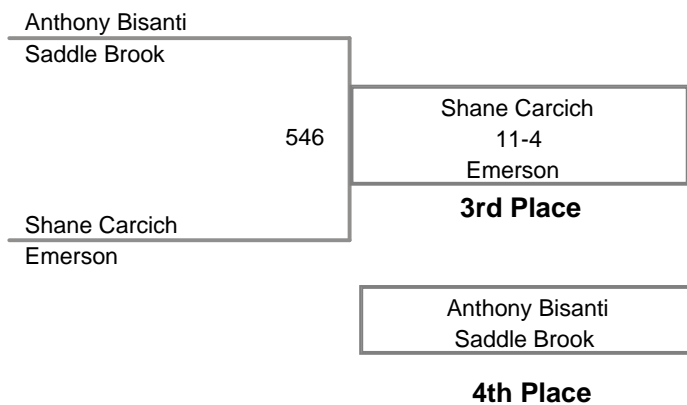 Anthony Bisanti
Saddle Brook
546
Shane Carcich
11-4
Emerson
3rd Place
Shane Carcich
Emerson
Anthony Bisanti
Saddle Brook
4th Place